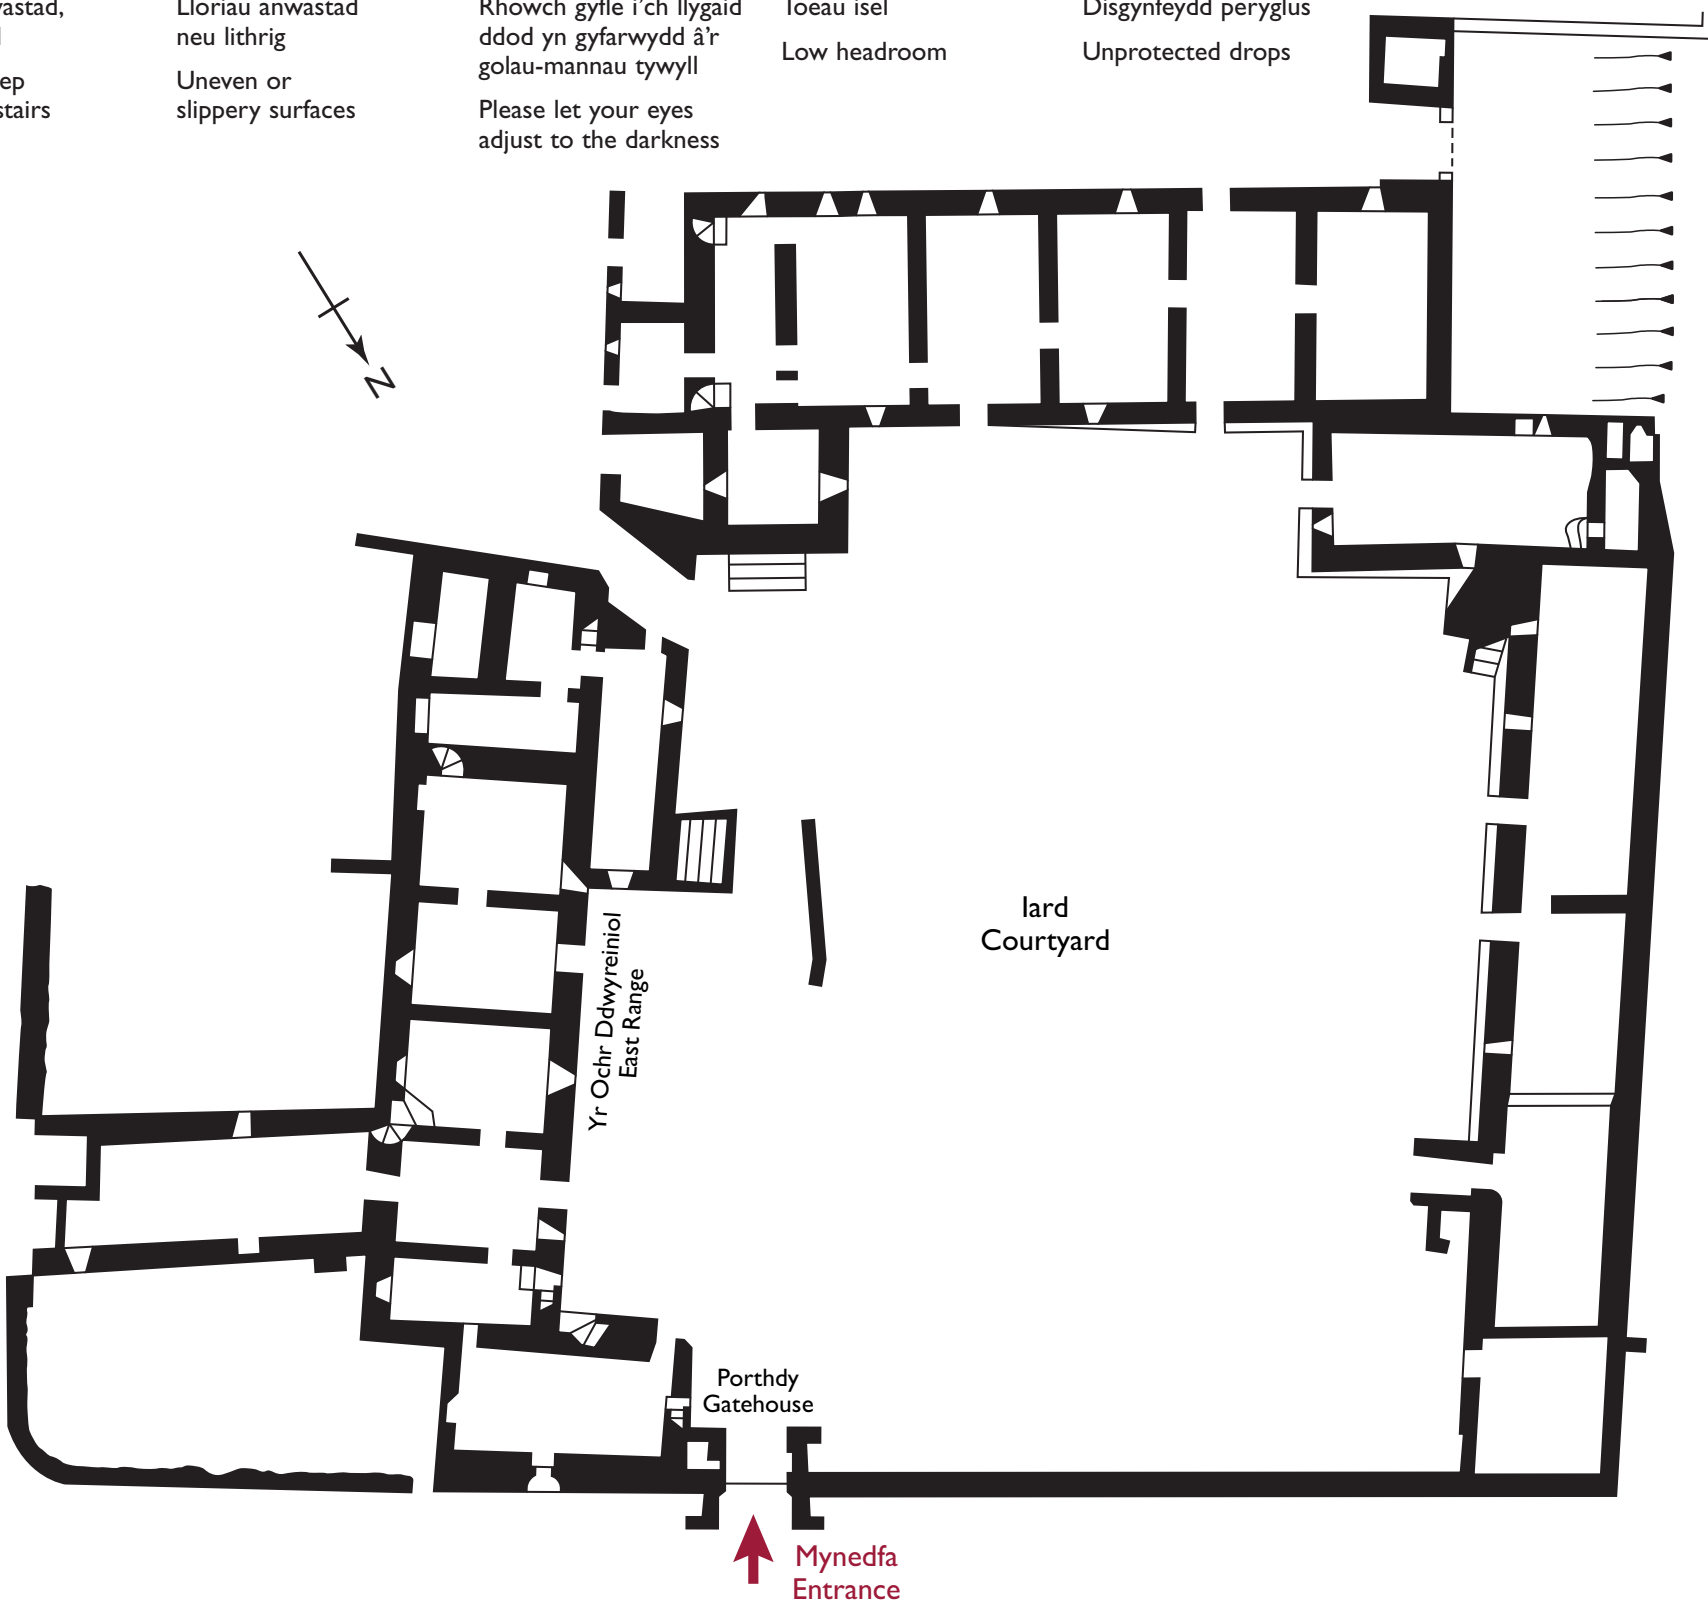 Lloriau anwastad
neu lithrig
Uneven or
slippery surfaces
Rhowch gyfle i'ch llygaid
ddod yn gyfarwydd â'r
golau-mannau tywyll
Please let your eyes
adjust to the darkness
Toeau isel
Low headroom
Disgynfeydd peryglus
Unprotected drops
stairs
N
Iard
Courtyard
Yr Ochr Ddwyreiniol
East Range
Porthdy
Gatehouse
Mynedfa
Entrance